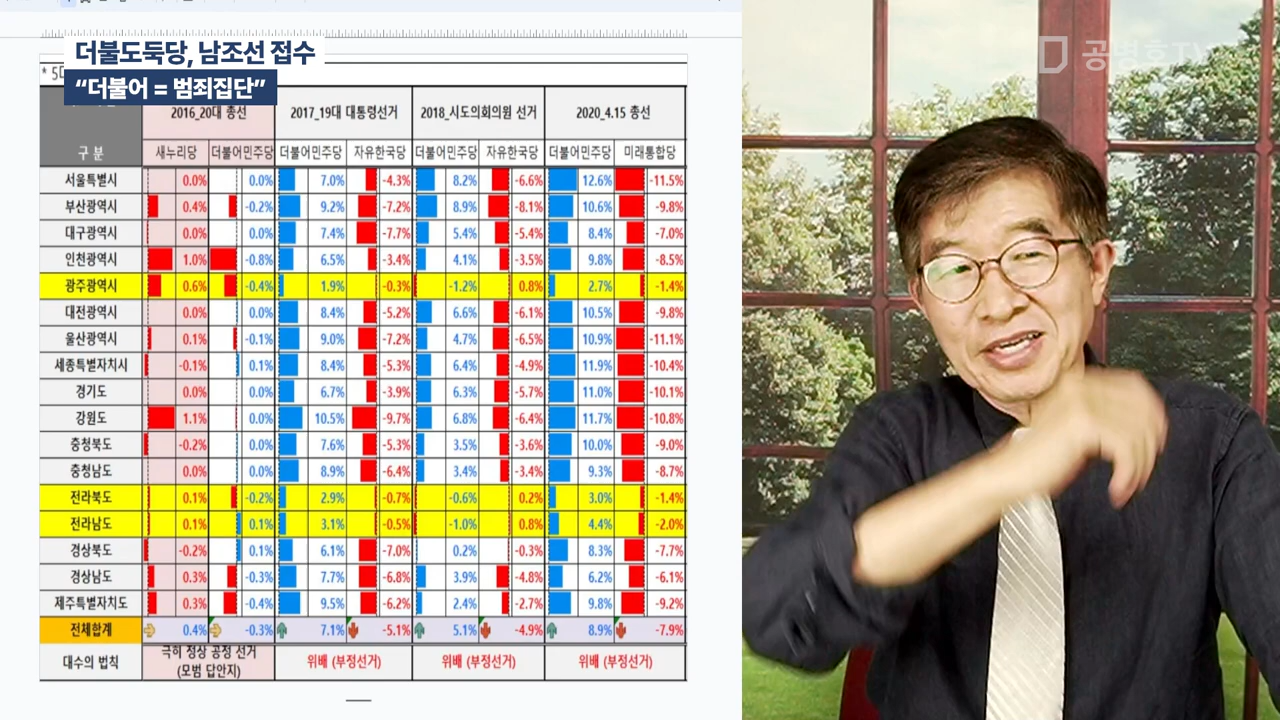 더불도둑당, 남조선 접수
"더불어 = 범죄집단"
공병호TV
* 5
2016_20대 총선 2017_19대 대통령선거 2018_시도의회의원 선거 2020_4.15 총선
구 분 새누리당 더불어민주당 더불어민주당 자유한국당 더불어민주당 자유한국당 더불어민주당 미래통합당
서울특별시 0.0% 0.0% 7.0% -4.3% 8.2% -6.6% 12.6% -11.5%
부산광역시 0.4% -0.2% 9.2% -7.2% 8.9% -8.1% 10.6% -9.8%
대구광역시 0.0% 0.0% 7.4% -7.7% 5.4% -5.4% 8.4% -7.0%
인천광역시 1.0% -0.8% 6.5% -3.4% 4.1% -3.5% 9.8% -8.5%
광주광역시 0.6% -0.4% 1.9% -0.3% -1.2% 0.8% 2.7% -1.4%
대전광역시 0.0% 0.0% 8.4% -5.2% 6.6% -6.1% 10.5% -9.8%
울산광역시 0.1% -0.1% 9.0% -7.2% 4.7% -6.5% 10.9% -11.1%
세종특별자치시 -0.1% 0.1% 8.4% -5.3% 6.4% -4.9% 11.9% -10.4%
경기도 0.0% 0.0% 6.7% -3.9% 6.3% -5.7% 11.0% -10.1%
강원도 1.1% 0.0% 10.5% -9.7% 6.8% -6.4% 11.7% -10.8%
충청북도 -0.2% 0.0% 7.6% -5.3% 3.5% -3.6% 10.0% -9.0%
충청남도 0.0% 0.0% 8.9% -6.4% 3.4% -3.4% 9.3% -8.7%
전라북도 0.1% -0.2% 2.9% -0.7% -0.6% 0.2% 3.0% -1.4%
전라남도 0.1% 0.1% 3.1% -0.5% -1.0% 0.8% 4.4% -2.0%
경상북도 -0.2% 0.1% 6.1% -7.0% 0.2% -0.3% 8.3% -7.7%
경상남도 0.3% -0.3% 7.7% -6.8% 3.9% -4.8% 6.2% -6.1%
제주특별자치도 0.3% -0.4% 9.5% -6.2% 2.4% -2.7% 9.8% -9.2%
전체합계 0.4% -0.3% 7.1% -5.1% 5.1% -4.9% 8.9% -7.9%
대수의 법칙 극히 정상 공정 선거 위배 (부정선거) 위배 (부정선거) 위배 (부정선거)
(모범 답안지)